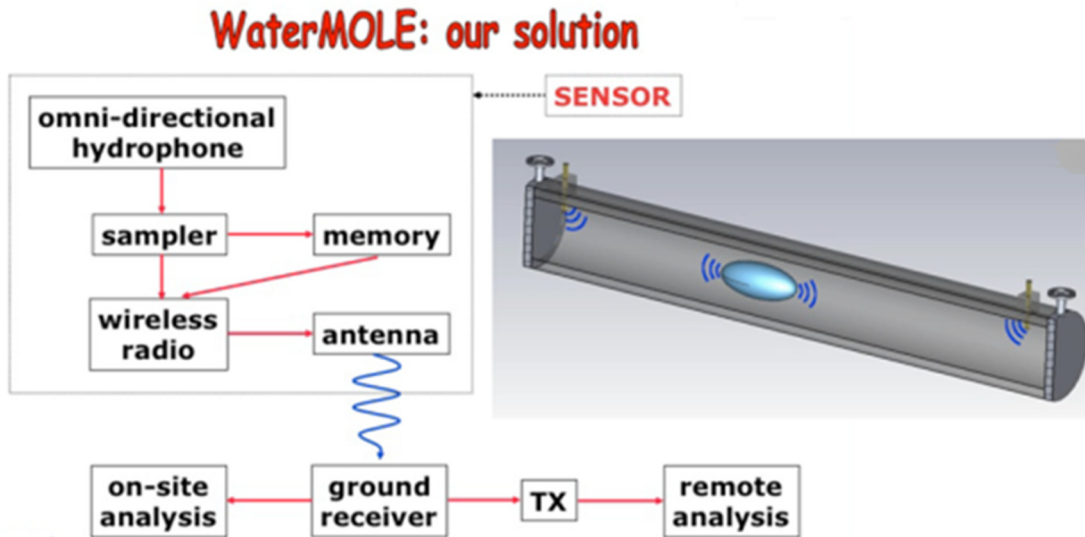 WaterMOLE: our solution
SENSOR
omni-directional
hydrophone
sampler
memory
wireless
radio
antenna
on-site
analysis
ground
receiver
TX
remote
analysis